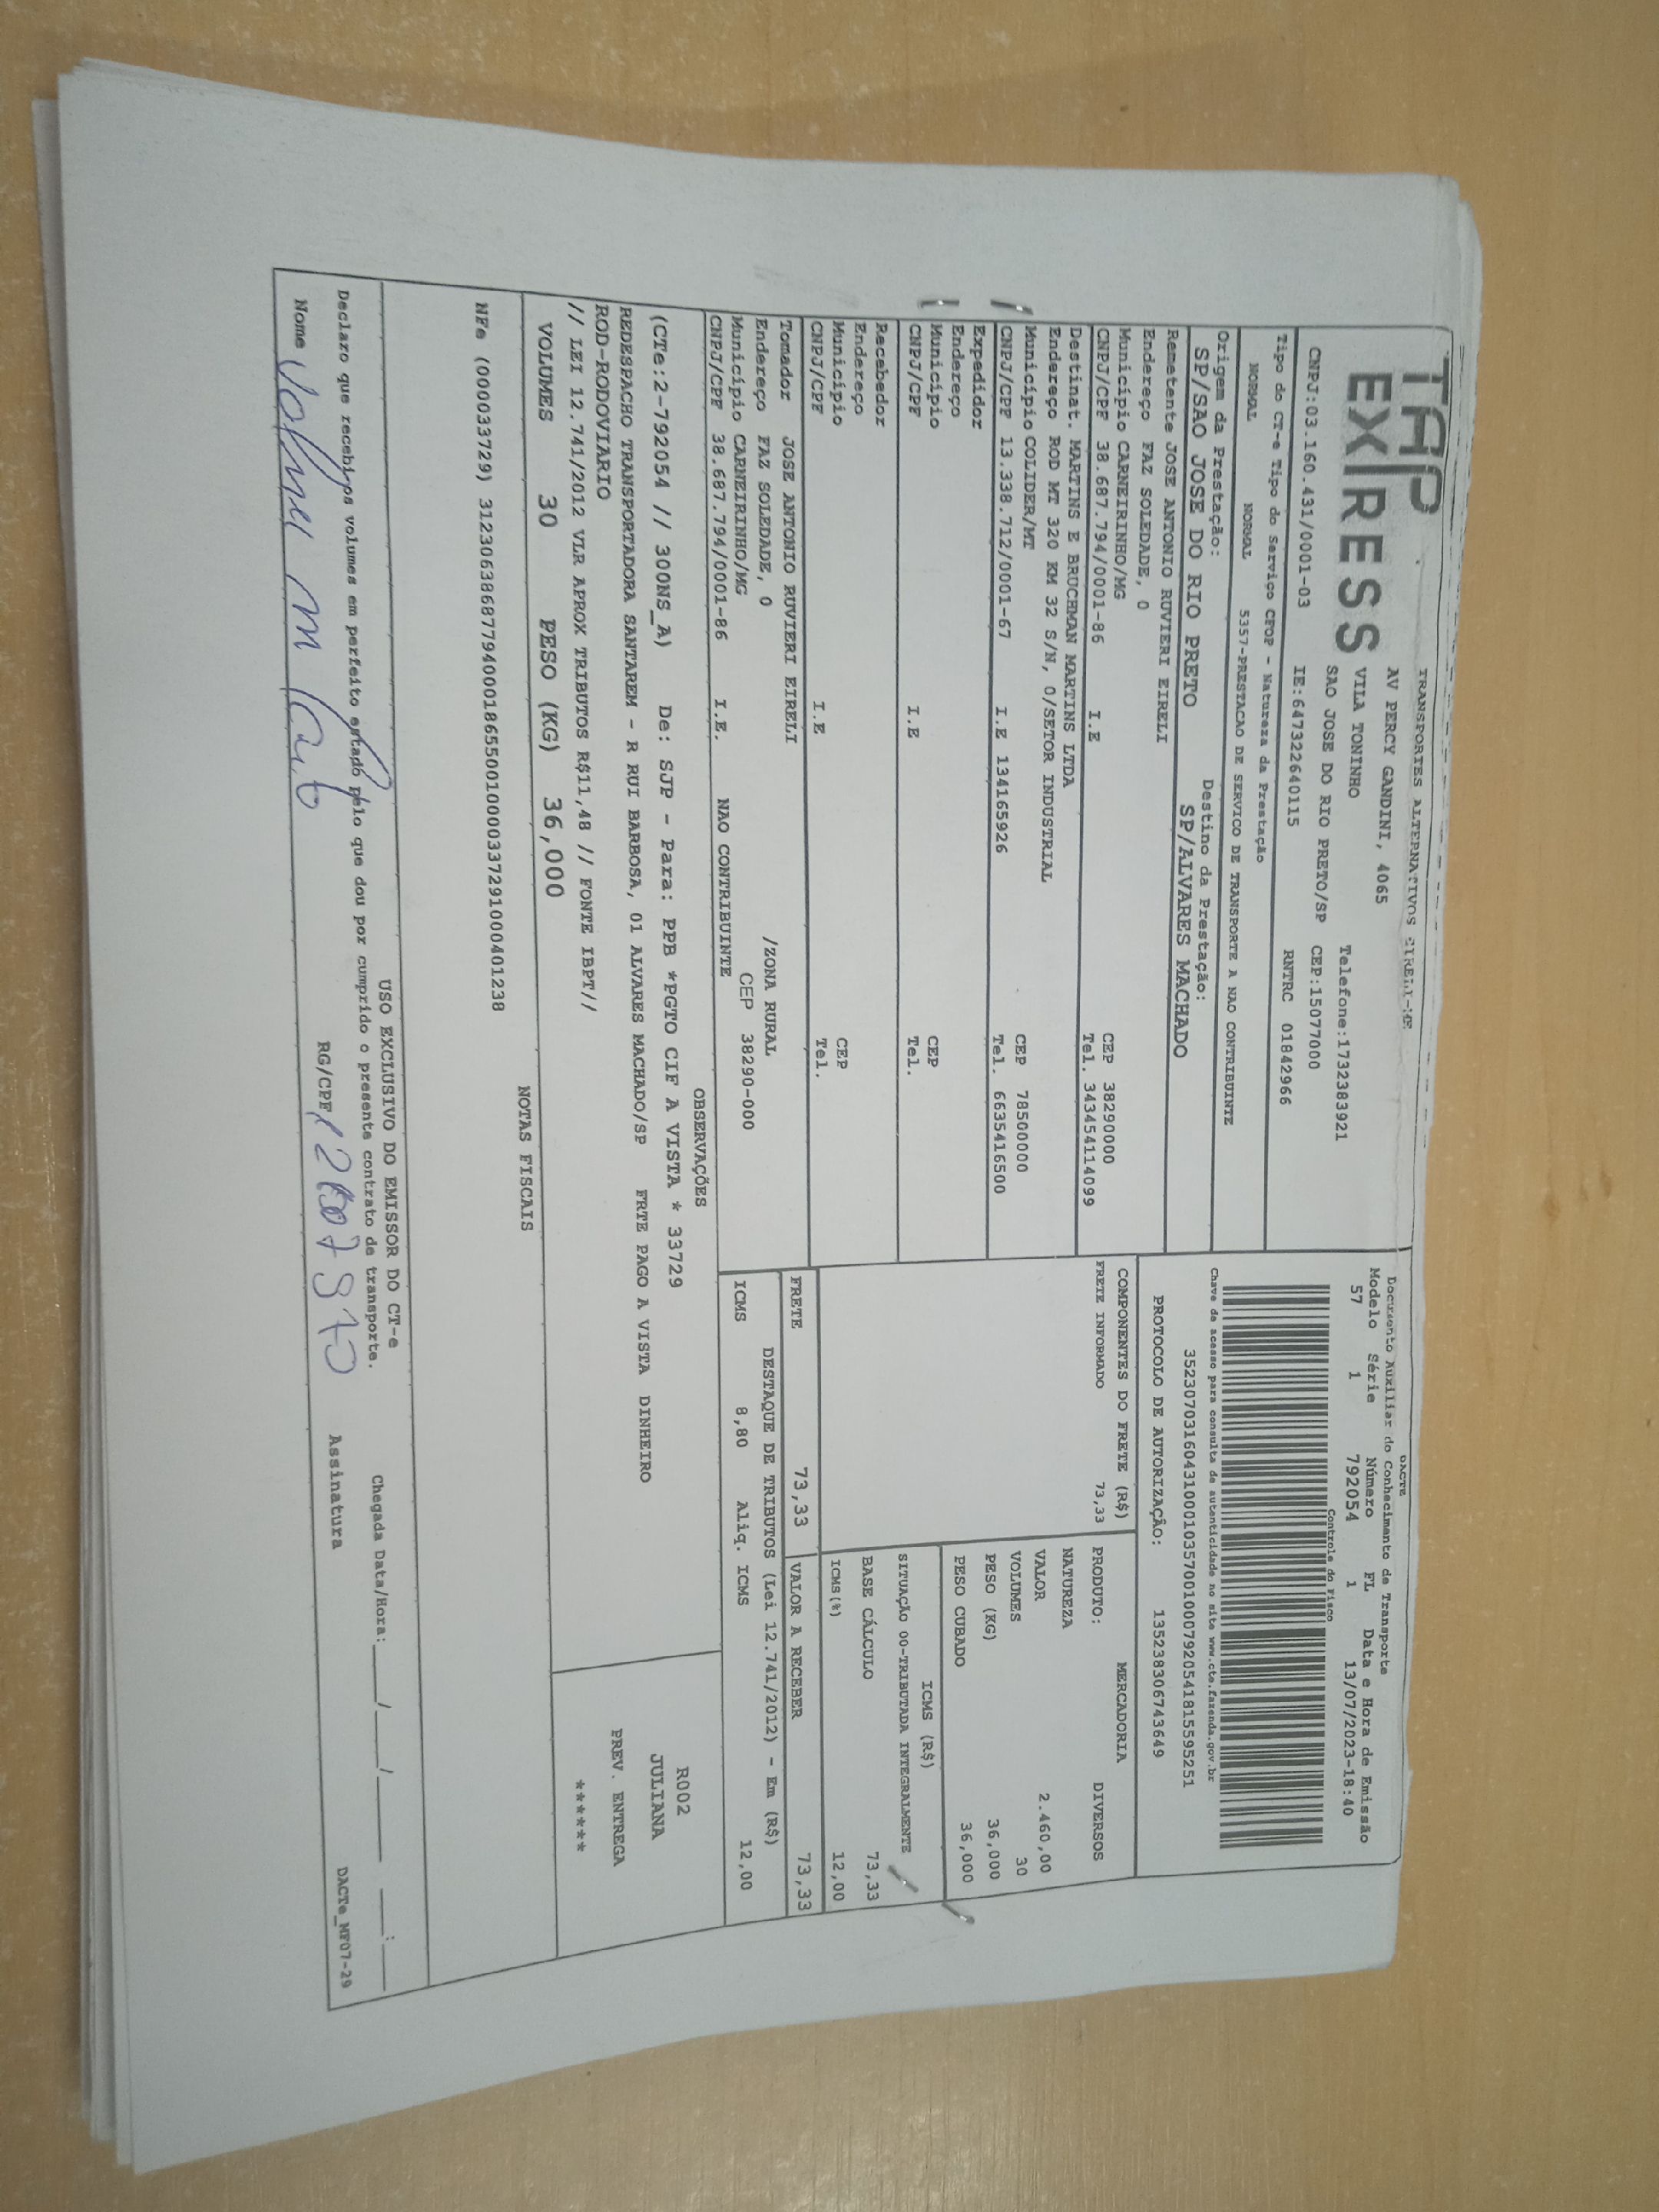 TAP
EXPRESS
TRANSPORTES ALTERNATIVOS EIRELI-ME
AV PERCY GANDINI, 4065
VILA TONINHO
SAO JOSE DO RIO PRETO/SP
Telefone:1732383921
CEP:15077000
CNPJ:03.160.431/0001-03 IE:647322640115 RNTRC 01842966
Tipo do CT-e Tipo do Serviço CFOP - Natureza da Prestação
NORMAL NORMAL 5357-PRESTACAO DE SERVICO DE TRANSPORTE A NAO CONTRIBUINTE
Origem da Prestação: Destino da Prestação:
SP/SAO JOSE DO RIO PRETO SP/ALVARES MACHADO
DACTE
Documento Auxiliar do Conhecimento de Transporte
Modelo Série Número FL Data e Hora de Emissão
57 1 792054 1 13/07/2023-18:40
Controle do Fisco
Chave de acesso para consulta de autenticidade no site www.cte.fazenda.gov.br
35230703160431000103570010007920541815595251
PROTOCOLO DE AUTORIZAÇÃO: 135238306743649
Remetente JOSE ANTONIO RUVIERI EIRELI
Endereço FAZ SOLEDADE, 0
Município CARNEIRINHO/MG CEP 38290000
CNPJ/CPF 38.687.794/0001-86 I.E Tel. 34345411​4099
Destinat. MARTINS E BRUCHMAN MARTINS LTDA
Endereço ROD MT 320 KM 32 S/N, 0/SETOR INDUSTRIAL
Município COLIDER/MT CEP 78500000
CNPJ/CPF 13.338.712/0001-67 I.E 134165926 Tel. 6635416500
Expedidor
Endereço
Município CEP
CNPJ/CPF I.E Tel.
Recebedor
Endereço
Município CEP
CNPJ/CPF I.E Tel.
Tomador JOSE ANTONIO RUVIERI EIRELI
Endereço FAZ SOLEDADE, 0 /ZONA RURAL
Município CARNEIRINHO/MG CEP 38290-000
CNPJ/CPF 38.687.794/0001-86 I.E. NAO CONTRIBUINTE
COMPONENTES DO FRETE (R$)
FRETE INFORMADO 73,33
MERCADORIA
PRODUTO: DIVERSOS
NATUREZA
VALOR 2.460,00
VOLUMES 30
PESO (KG) 36,000
PESO CUBADO 36,000
ICMS (R$)
SITUAÇÃO 00-TRIBUTADA INTEGRALMENTE
BASE CÁLCULO 73,33
ICMS(%) 12,00
FRETE 73,33 VALOR A RECEBER 73,33
DESTAQUE DE TRIBUTOS (Lei 12.741/2012) - Em (R$)
ICMS 8,80 Aliq. ICMS 12,00
OBSERVAÇÕES
(CTe:2-792054 // 300NS_A) De: SJP - Para: PPB *PGTO CIF A VISTA * 33729
REDESPACHO TRANSPORTADORA SANTAREM - R RUI BARBOSA, 01 ALVARES MACHADO/SP FRTE PAGO A VISTA DINHEIRO
ROD-RODOVIARIO
// LEI 12.741/2012 VLR APROX TRIBUTOS R$11,48 // FONTE IBPT//
R002
JULIANA
PREV. ENTREGA
******
VOLUMES 30 PESO (KG) 36,000
NOTAS FISCAIS
NFe (000033729) 31230638687794000186550010000337291000401238
USO EXCLUSIVO DO EMISSOR DO CT-e
Declaro que recebi os volumes em perfeito estado pelo que dou por cumprido o presente contrato de transporte.
Chegada Data/Hora:____/____/______ ____:____
Nome RG/CPF Assinatura
DACTe_MF07-29